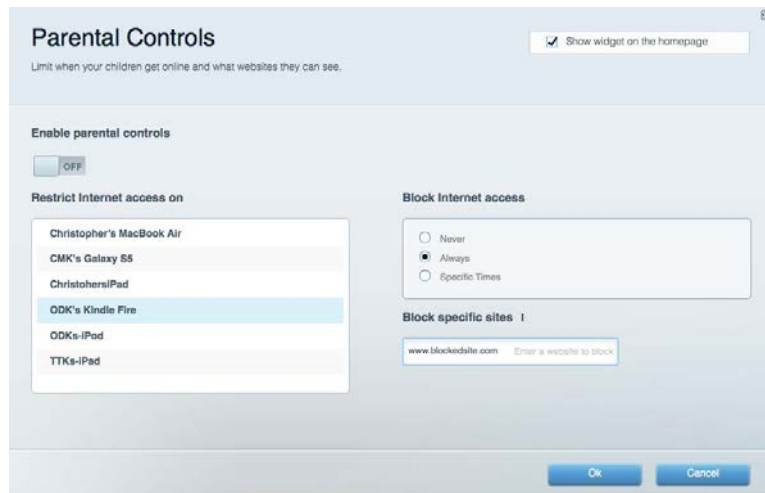 Parental Controls
Show widget on the homepage
Limit when your children get online and what websites they can see.
Enable parental controls
OFF
Restrict Internet access on
Christopher's MacBook Air
CMK's Galaxy S5
ChristohersiPad
ODK's Kindle Fire
ODKs-iPod
TTKs-iPad
Block Internet access
Never
Always
Specific Times
Block specific sites I
www.blockedsite.com Enter a website to block
Ok Cancel